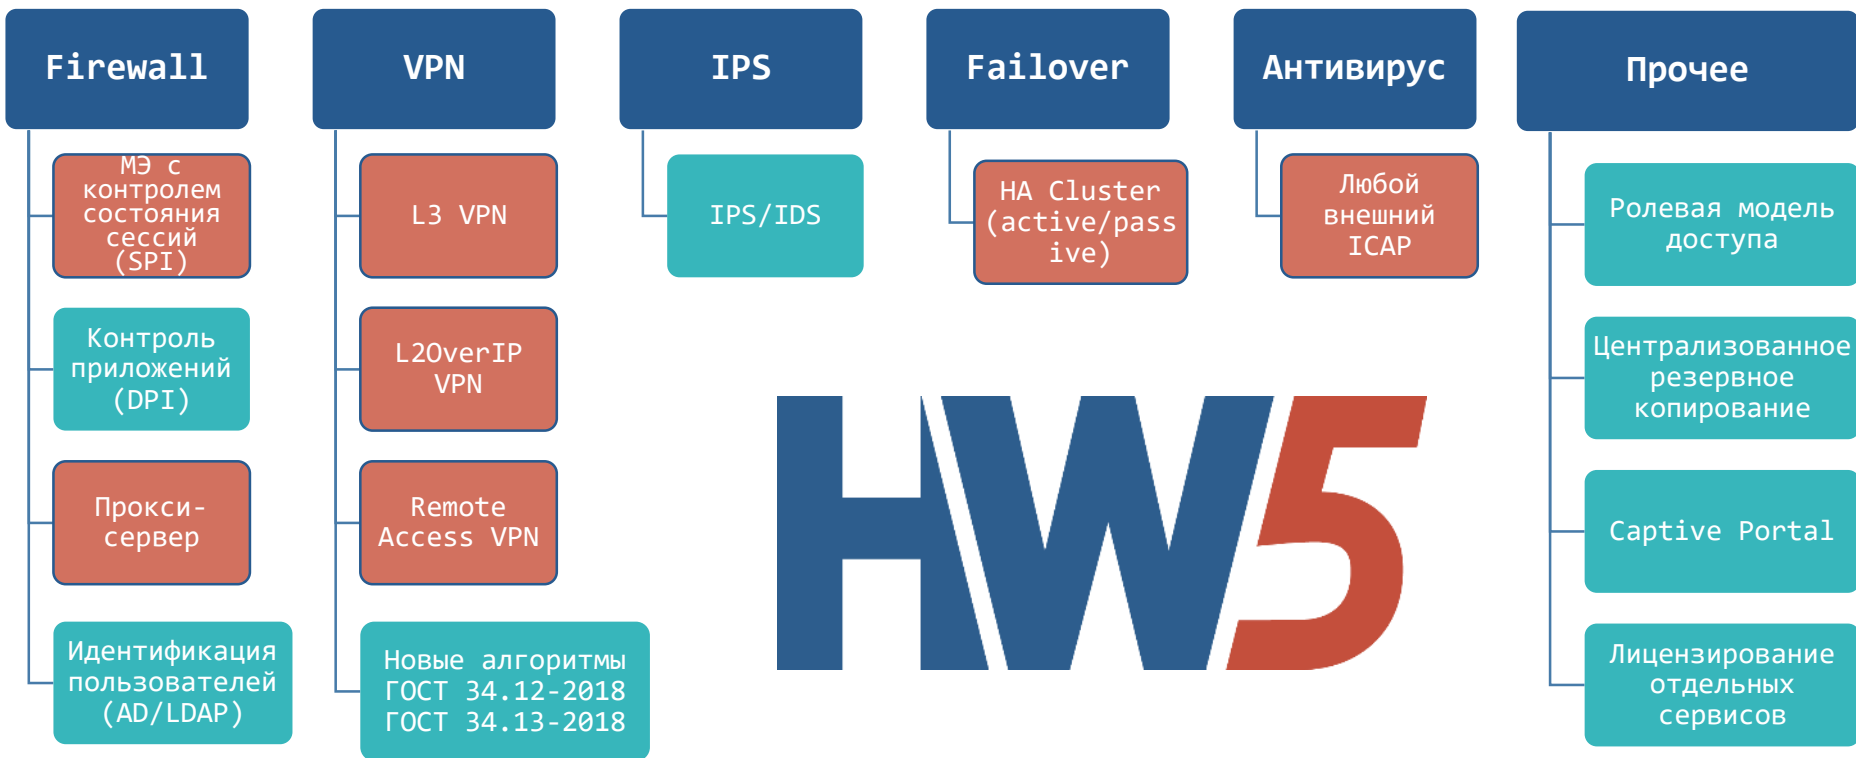 Firewall
МЭ с
контролем
состояния
сессий
(SPI)
Контроль
приложений
(DPI)
Прокси-
сервер
Идентификация
пользователей
(AD/LDAP)
VPN
L3 VPN
L2OverIP
VPN
Remote
Access VPN
Новые алгоритмы
ГОСТ 34.12-2018
ГОСТ 34.13-2018
IPS
IPS/IDS
Failover
HA Cluster
(active/pass
ive)
Антивирус
Любой
внешний
ICAP
Прочее
Ролевая модель
доступа
Централизованное
резервное
копирование
Captive Portal
Лицензирование
отдельных
сервисов
HW5